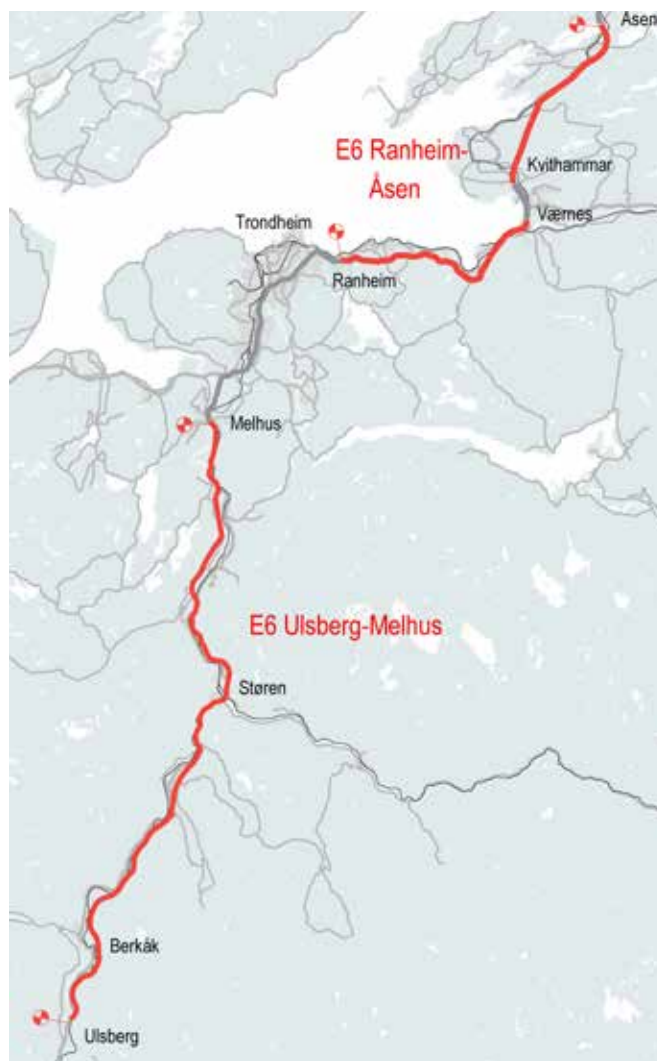 Åsen
E6 Ranheim-
Åsen
Kvithammar
Værnes
Trondheim
Ranheim
Melhus
E6 Ulsberg-Melhus
Støren
Berkåk
Ulsberg